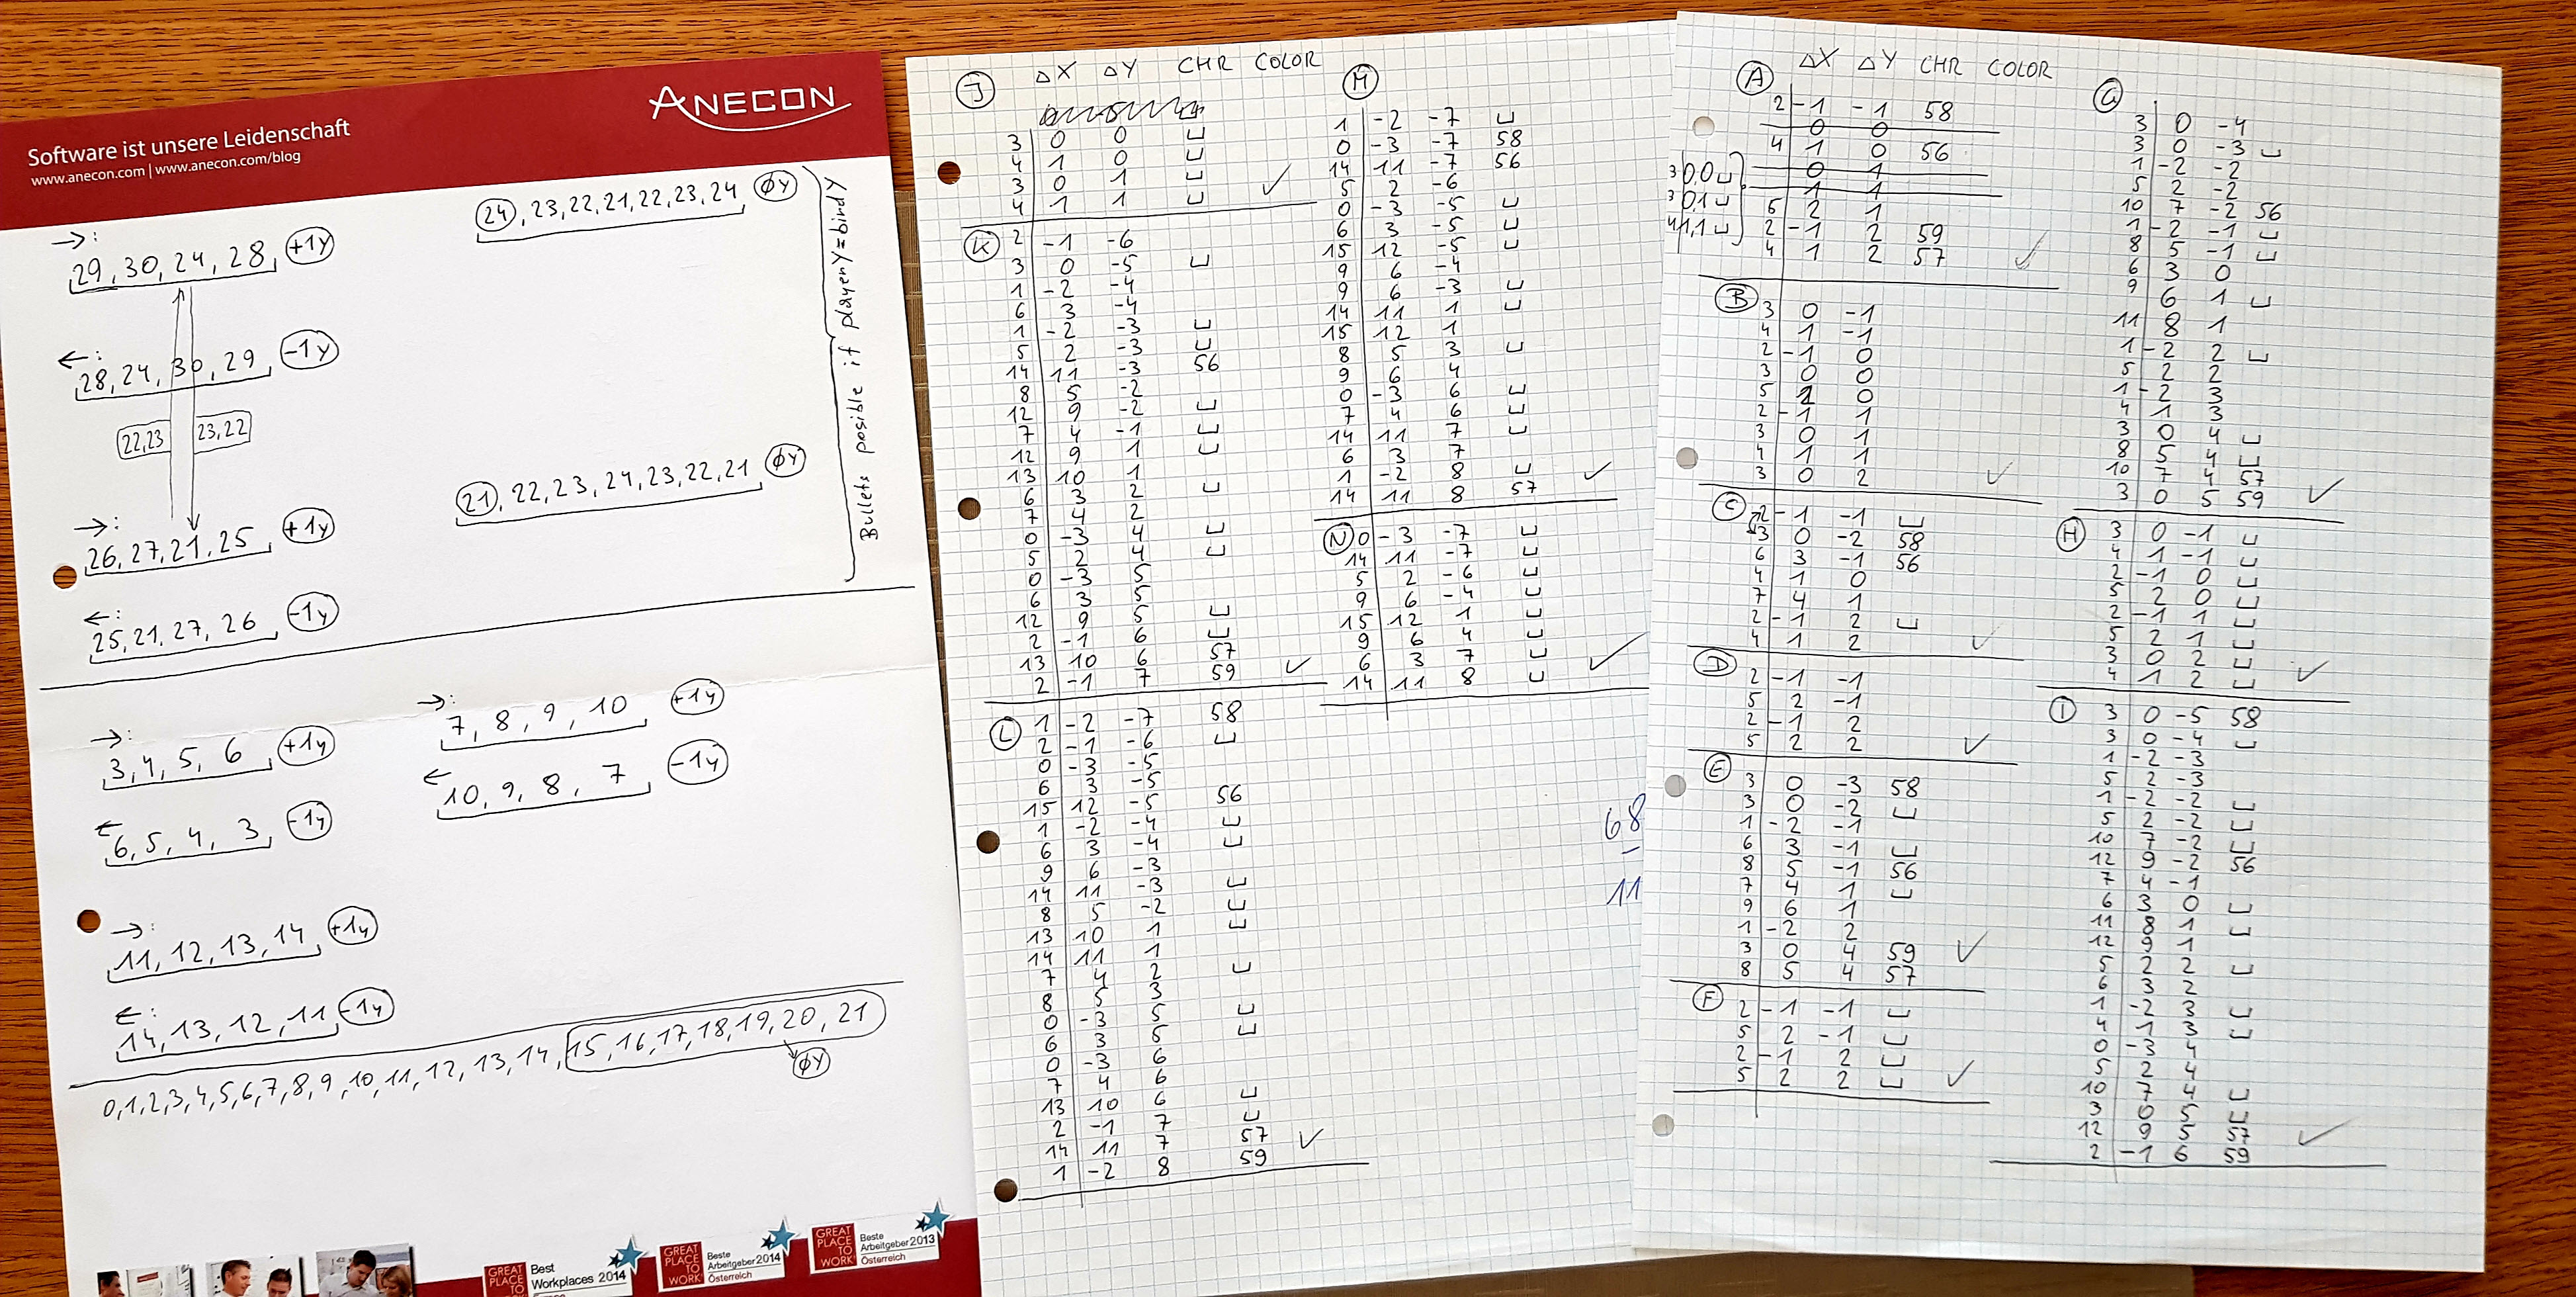 Software ist unsere Leidenschaft
www.anecon.com | www.anecon.com/blog
ANECON
→:
29, 30, 24, 28, +1Y
24, 23, 22, 21, 22, 23, 24 ØY
←:
28, 24, 30, 29 -1Y
22,23
23,22
→:
26, 27, 21, 25, +1Y
21, 22, 23, 24, 23, 22, 21 ØY
←:
25, 21, 27, 26 -1Y
Bullets posible if playerY=birdY
→:
3, 4, 5, 6 +1Y
→:
7, 8, 9, 10 +1Y
←
6, 5, 4, 3 -1Y
←
10, 9, 8, 7 -1Y
→:
11, 12, 13, 14 +1Y
←:
14, 13, 12, 11 -1Y
0, 1, 2, 3, 4, 5, 6, 7, 8, 9, 10, 11, 12, 13, 14, 15, 16, 17, 18, 19, 20, 21
ØY
GREAT PLACE TO WORK
Best
Workplaces 2014
GREAT PLACE TO WORK
Beste
Arbeitgeber 2014
Österreich
GREAT PLACE TO WORK
Beste
Arbeitgeber 2013
Österreich
J ΔX ΔY CHR COLOR
3 0 0 ⌴
4 1 0 ⌴
3 0 1 ⌴
4 1 1 ⌴ ✓
K
2 -1 -6
3 0 -5 ⌴
1 -2 -4
6 3 -4
1 -2 -3 ⌴
5 2 -3 ⌴
14 11 -3 56
8 5 -2
12 9 -2 ⌴
7 4 -1 ⌴
12 9 1 ⌴
13 10 1
6 3 2 ⌴
7 4 2
0 -3 4 ⌴
5 2 4 ⌴
0 -3 5
6 3 5
12 9 5 ⌴
2 -1 6 ⌴
13 10 6 57
2 -1 7 59 ✓
L
1 -2 -7 58
2 -1 -6 ⌴
0 -3 -5
6 3 -5
15 12 -5 56
1 -2 -4 ⌴
6 3 -4 ⌴
9 6 -3
14 11 -3 ⌴
8 5 -2 ⌴
13 10 1 ⌴
14 11 1
7 4 2 ⌴
8 5 3
0 -3 5 ⌴
6 3 5 ⌴
0 -3 6
7 4 6
13 10 6 ⌴
2 -1 7 ⌴
14 11 7 57 ✓
1 -2 8 59
M
1 -2 -7 ⌴
0 -3 -7 58
14 11 -7 56
5 2 -6
0 -3 -5 ⌴
6 3 -5 ⌴
15 12 -5 ⌴
9 6 -4
9 6 -3 ⌴
14 11 1 ⌴
15 12 1
8 5 3 ⌴
9 6 4
0 -3 6 ⌴
7 4 6 ⌴
14 11 7 ⌴
6 3 7
1 -2 8 ⌴ ✓
14 11 8 57
N
0 -3 -7 ⌴
14 11 -7 ⌴
5 2 -6 ⌴
9 6 -4 ⌴
15 12 1 ⌴
9 6 4 ⌴
6 3 7 ⌴ ✓
14 11 8 ⌴
68
-
11
A ΔX ΔY CHR COLOR
2 -1 -1 58
0 0
4 1 0 56
0 1
1 1
5 2 1
2 -1 2 59
4 1 2 57 ✓
3 0,0 ⌴
3 0,1 ⌴
4 1,1 ⌴
B
3 0 -1
4 1 -1
2 -1 0
3 0 0
5 2 0
2 -1 1
3 0 1
4 1 1
3 0 2 ✓
C
2 -1 -1 ⌴
3 0 -2 58
6 3 -1 56
4 1 0
7 4 1
2 -1 2 ⌴
4 1 2 ✓
D
2 -1 -1
5 2 -1
2 -1 2
5 2 2 ✓
E
3 0 -3 58
3 0 -2 ⌴
1 -2 -1
6 3 -1 ⌴
8 5 -1 56
7 4 1 ⌴
9 6 1
1 -2 2
3 0 4 59 ✓
8 5 4 57
F
2 -1 -1 ⌴
5 2 -1 ⌴
2 -1 2 ⌴
5 2 2 ⌴ ✓
G
3 0 -4
3 0 -3 ⌴
1 -2 -2
5 2 -2
10 7 -2 56
1 -2 -1 ⌴
8 5 -1 ⌴
6 3 0
9 6 1 ⌴
11 8 1
1 -2 2 ⌴
5 2 2
1 -2 3
4 1 3
3 0 4 ⌴
8 5 4 ⌴
10 7 4 57
3 0 5 59 ✓
H
3 0 -1 ⌴
4 1 -1 ⌴
2 -1 0 ⌴
5 2 0 ⌴
2 -1 1 ⌴
5 2 1 ⌴
3 0 2 ⌴
4 1 2 ⌴ ✓
I
3 0 -5 58
3 0 -4 ⌴
1 -2 -3
5 2 -3
1 -2 -2 ⌴
5 2 -2 ⌴
10 7 -2 ⌴
12 9 -2 56
7 4 -1
6 3 0 ⌴
11 8 1 ⌴
12 9 1
5 2 2 ⌴
6 3 2
1 -2 3 ⌴
4 1 3 ⌴
0 -3 4
5 2 4
10 7 4 ⌴
3 0 5 ⌴
12 9 5 57 ✓
2 -1 6 59